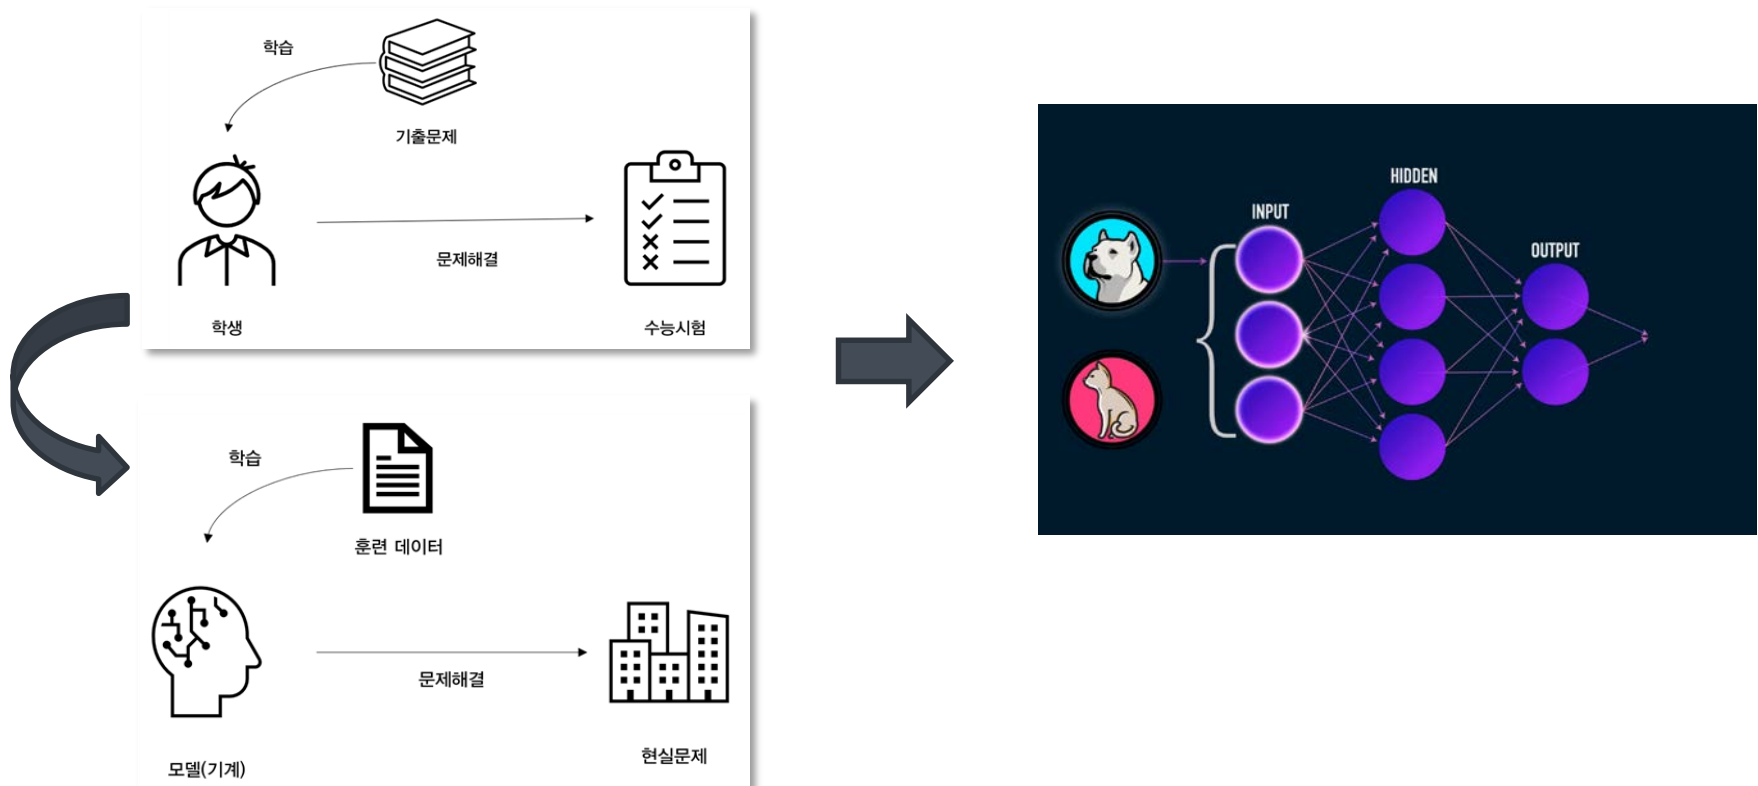 학습
기출문제
문제해결
학생
수능시험
학습
훈련 데이터
문제해결
모델(기계)
현실문제
HIDDEN
INPUT
OUTPUT